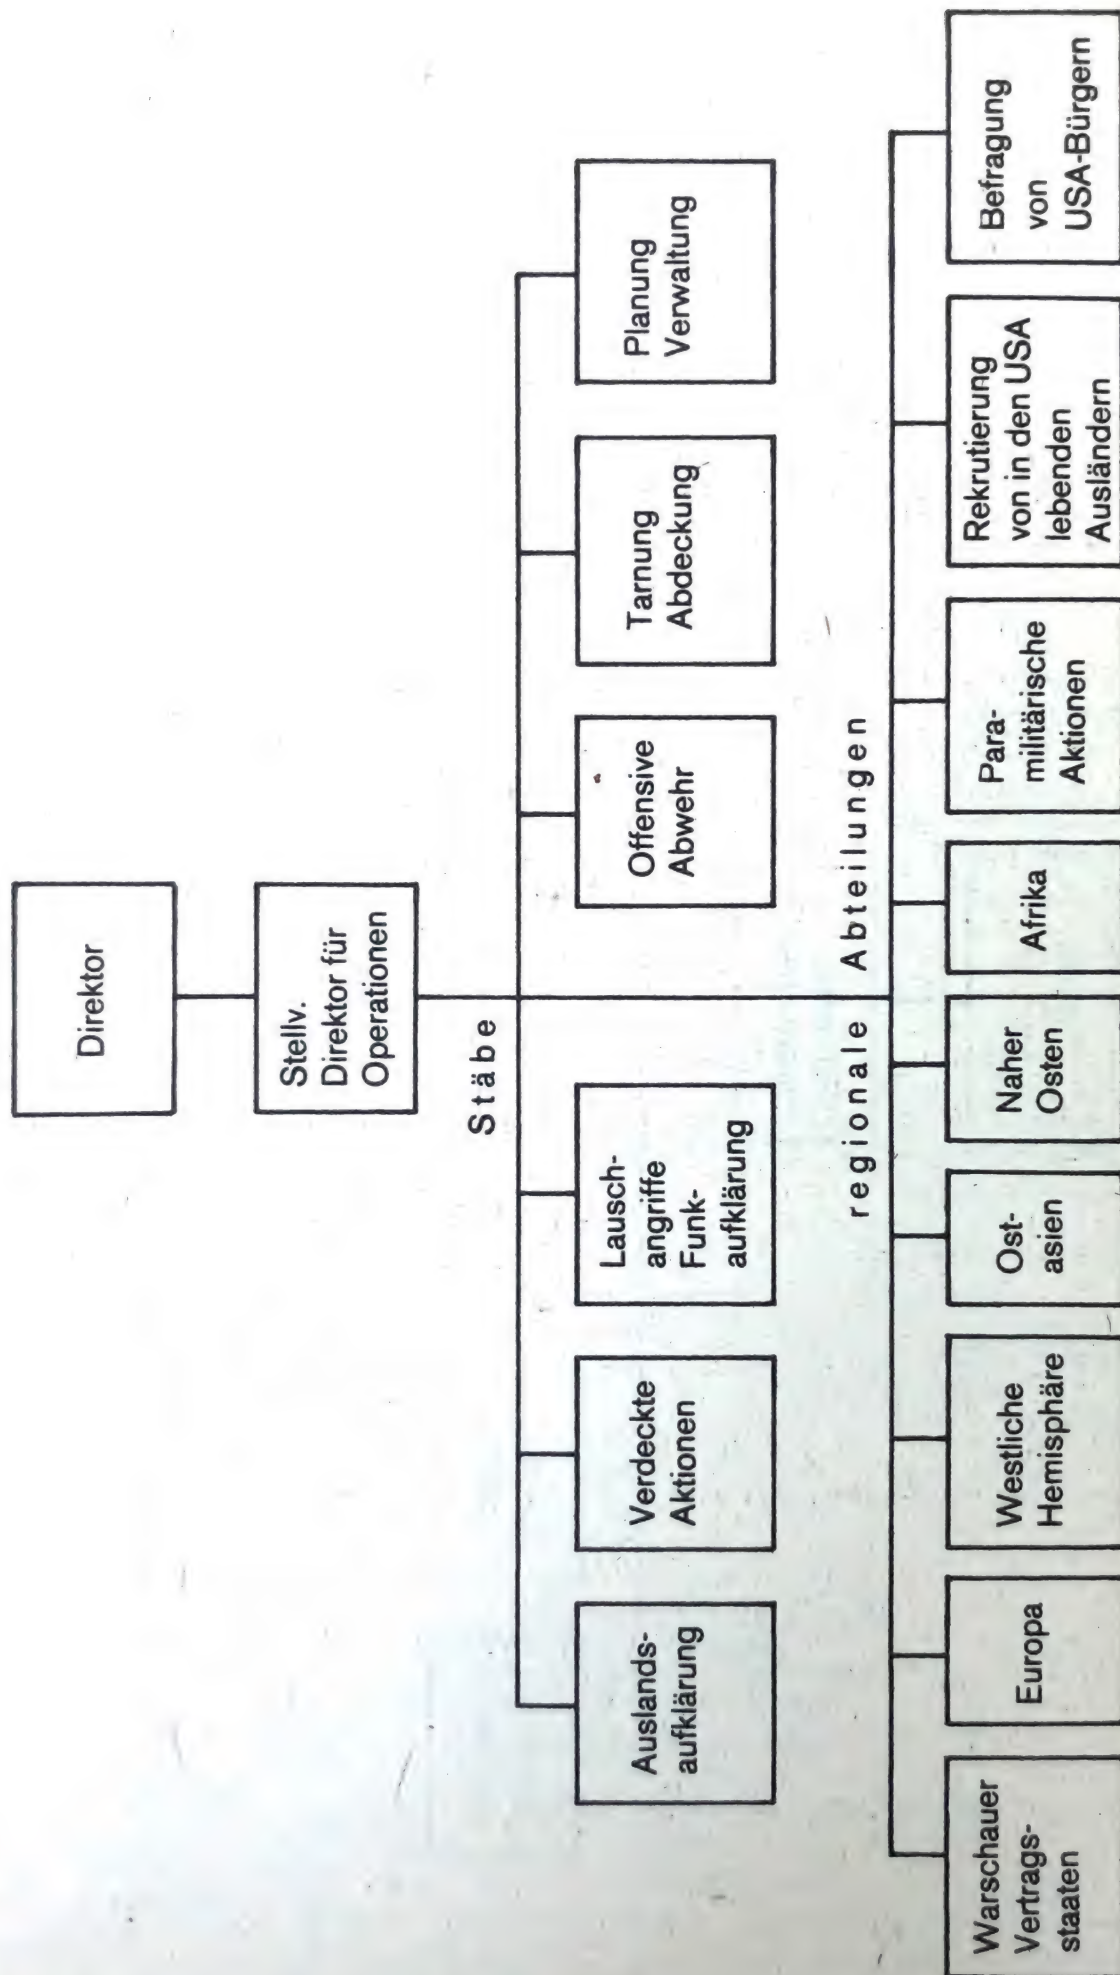 Direktor
Stellv.
Direktor für
Operationen
Stäbe
Auslands-
aufklärung
Verdeckte
Aktionen
Lausch-
angriffe
Funk-
aufklärung
Offensive
Abwehr
Tarnung
Abdeckung
Planung
Verwaltung
regionale Abteilungen
Warschauer
Vertrags-
staaten
Europa
Westliche
Hemisphäre
Ost-
asien
Naher
Osten
Afrika
Para-
militärische
Aktionen
Rekrutierung
von in den USA
lebenden
Ausländern
Befragung
von
USA-Bürgern